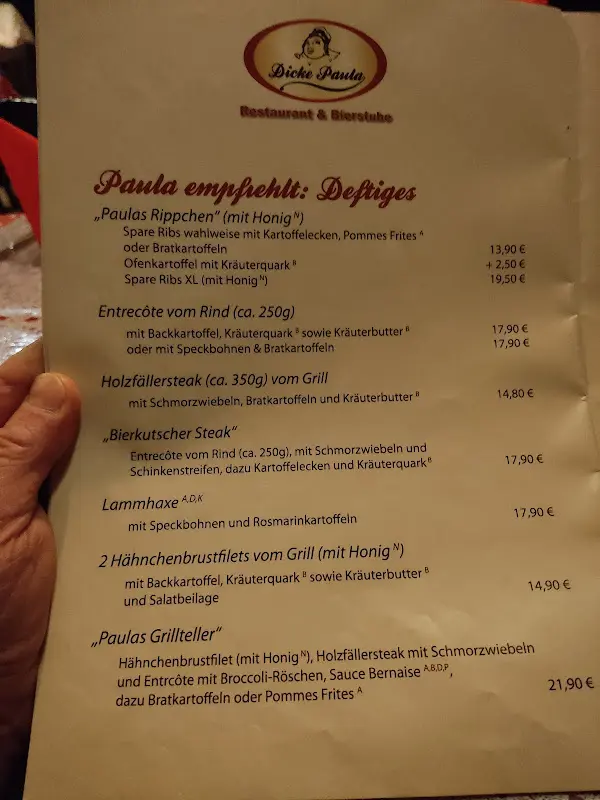 Dicke Paula
Restaurant & Bierstube
Paula empfiehlt: Deftiges
„Paulas Rippchen" (mit Honig N)
Spare Ribs wahlweise mit Kartoffelecken, Pommes Frites A
oder Bratkartoffeln 13,90 €
Ofenkartoffel mit Kräuterquark B + 2,50 €
Spare Ribs XL (mit Honig N) 19,50 €
Entrecôte vom Rind (ca. 250g)
mit Backkartoffel, Kräuterquark B sowie Kräuterbutter B 17,90 €
oder mit Speckbohnen & Bratkartoffeln 17,90 €
Holzfällersteak (ca. 350g) vom Grill
mit Schmorzwiebeln, Bratkartoffeln und Kräuterbutter B 14,80 €
„Bierkutscher Steak"
Entrecôte vom Rind (ca. 250g), mit Schmorzwiebeln und
Schinkenstreifen, dazu Kartoffelecken und Kräuterquark B 17,90 €
Lammhaxe A,D,K
mit Speckbohnen und Rosmarinkartoffeln 17,90 €
2 Hähnchenbrustfilets vom Grill (mit Honig N)
mit Backkartoffel, Kräuterquark B sowie Kräuterbutter B
und Salatbeilage 14,90 €
„Paulas Grillteller"
Hähnchenbrustfilet (mit Honig N), Holzfällersteak mit Schmorzwiebeln
und Entrcôte mit Broccoli-Röschen, Sauce Bernaise A,B,D,P,
dazu Bratkartoffeln oder Pommes Frites A 21,90 €